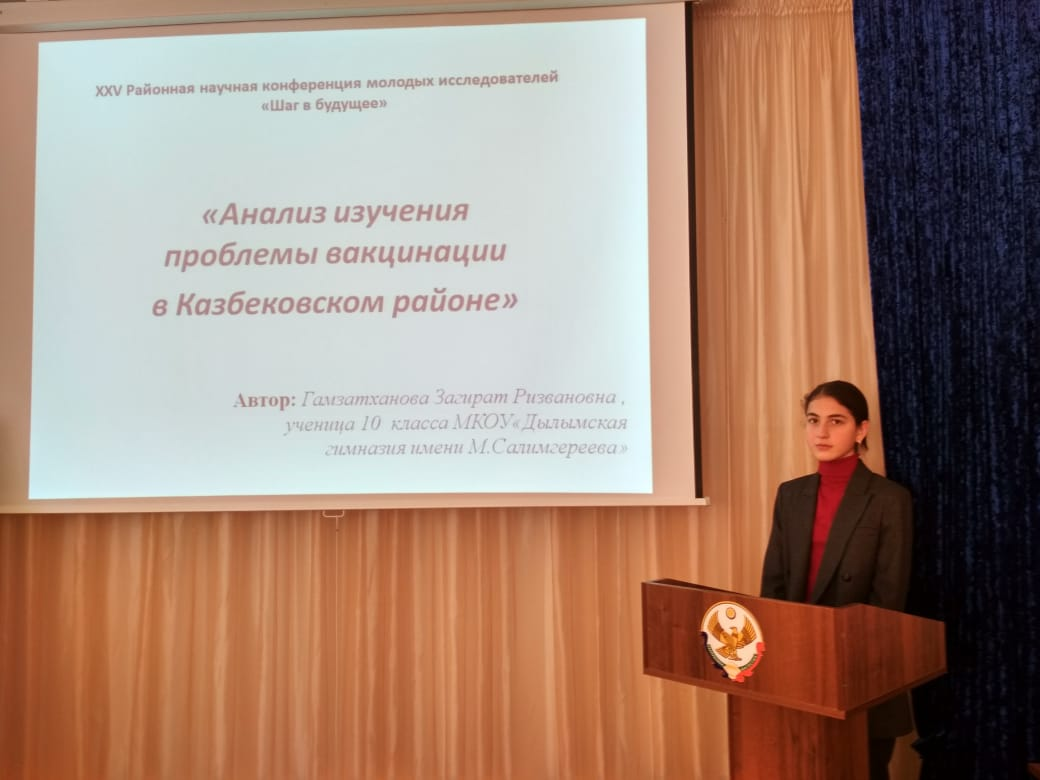 XXV Районная научная конференция молодых исследователей
«Шаг в будущее»
«Анализ изучения
проблемы вакцинации
в Казбековском районе»
Автор: Гамзатханова Загират Ризвановна ,
ученица 10 класса МКОУ«Дылымская
гимназия имени М.Салимгереева»